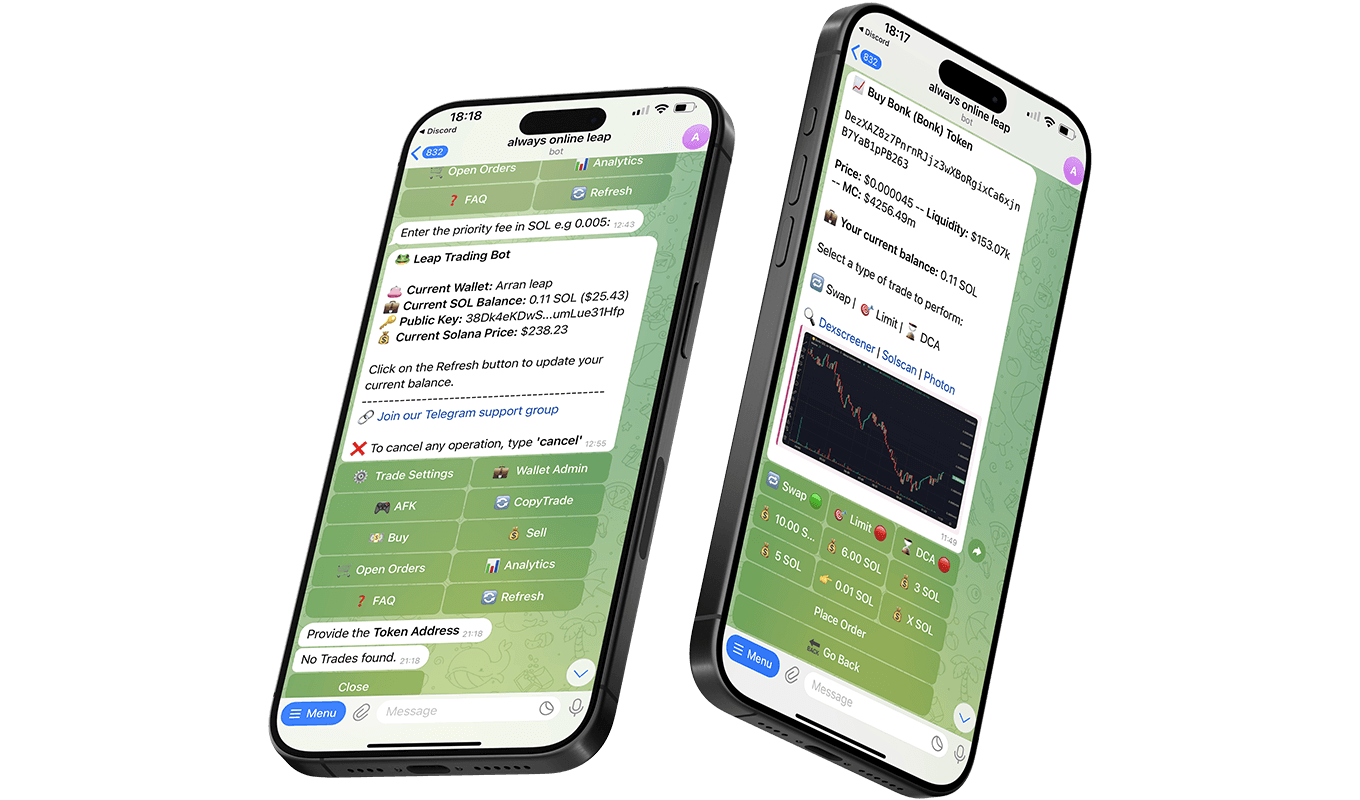 18:18
Discord
832
always online leap
bot
A
Open Orders
Analytics
FAQ
Refresh
Enter the priority fee in SOL e.g 0.005: 12:43
Leap Trading Bot
Current Wallet: Arran leap
Current SOL Balance: 0.11 SOL ($25.43)
Public Key: 38Dk4eKDwS...umLue31Hfp
Current Solana Price: $238.23
Click on the Refresh button to update your
current balance.
------------------------------------------
Join our Telegram support group
To cancel any operation, type 'cancel' 12:55
Trade Settings
Wallet Admin
AFK
CopyTrade
Buy
Sell
Open Orders
Analytics
FAQ
Refresh
Provide the Token Address 21:18
No Trades found. 21:18
Close
Menu
Message
18:17
Discord
832
always online leap
bot
A
Buy Bonk (Bonk) Token
DezXAZ8z7PnrnRJjz3wXBoRgixCa6xjn
B7YaB1pPB263
Price: $0.000045 -- Liquidity: $153.07k
-- MC: $4256.49m
Your current balance: 0.11 SOL
Select a type of trade to perform:
Swap | Limit | DCA
Dexscreener | Solscan | Photon
11:49
Swap
Limit
DCA
10.00 S...
6.00 SOL
3 SOL
5 SOL
0.01 SOL
X SOL
Place Order
BACK Go Back
Menu
Message